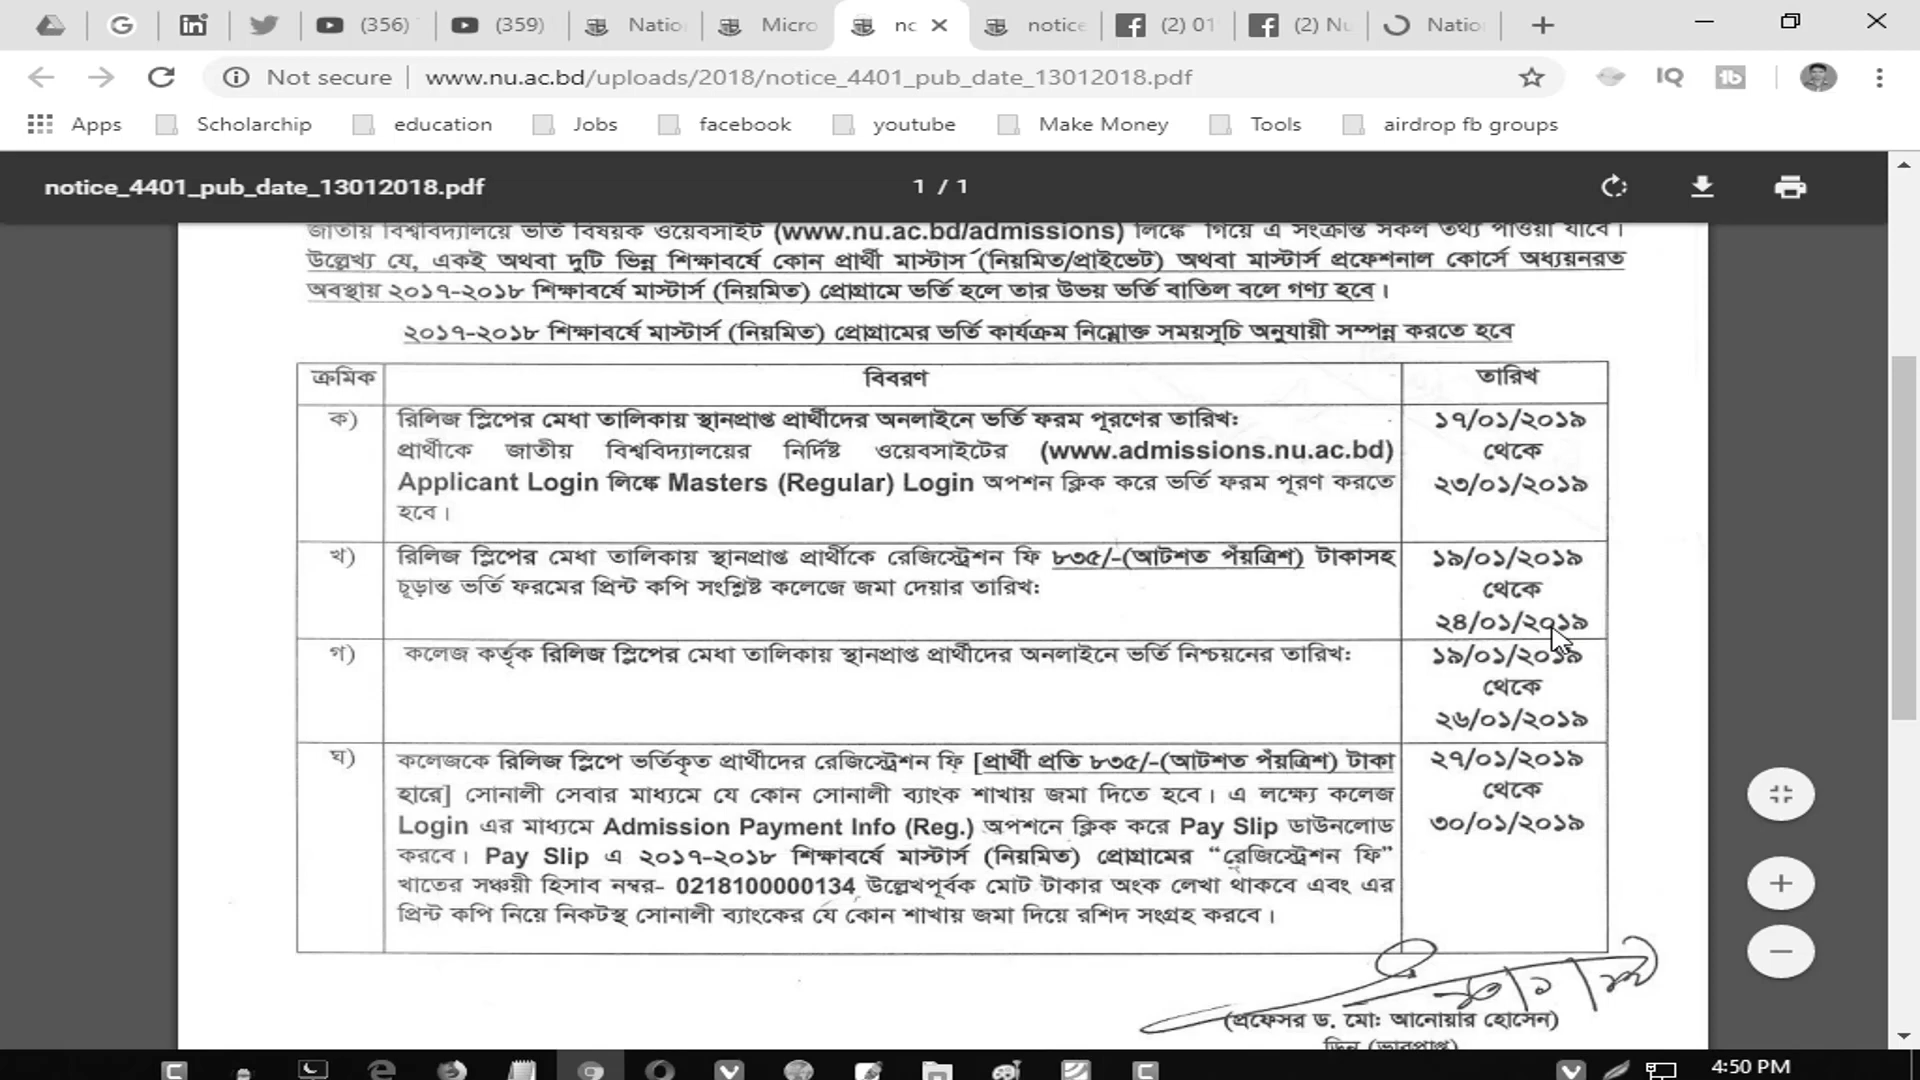 (356)
(359)
Natio
Micro
nc
notice
(2) 01
(2) Nu
Natio
Not secure
www.nu.ac.bd/uploads/2018/notice_4401_pub_date_13012018.pdf
IQ
Apps
Scholarchip
education
Jobs
facebook
youtube
Make Money
Tools
airdrop fb groups
notice_4401_pub_date_13012018.pdf
1 / 1
জাতীয় বিশ্ববিদ্যালয়ে ভর্তি বিষয়ক ওয়েবসাইট (www.nu.ac.bd/admissions) লিঙ্কে গিয়ে এ সংক্রান্ত সকল তথ্য পাওয়া যাবে।
উল্লেখ্য যে, একই অথবা দুটি ভিন্ন শিক্ষাবর্ষে কোন প্রার্থী মাস্টার্স (নিয়মিত/প্রাইভেট) অথবা মাস্টার্স প্রফেশনাল কোর্সে অধ্যয়নরত
অবস্থায় ২০১৭-২০১৮ শিক্ষাবর্ষে মাস্টার্স (নিয়মিত) প্রোগ্রামে ভর্তি হলে তার উভয় ভর্তি বাতিল বলে গণ্য হবে।
২০১৭-২০১৮ শিক্ষাবর্ষে মাস্টার্স (নিয়মিত) প্রোগ্রামের ভর্তি কার্যক্রম নিম্নোক্ত সময়সূচি অনুযায়ী সম্পন্ন করতে হবে
ক্রমিক
বিবরণ
তারিখ
ক)
রিলিজ স্লিপের মেধা তালিকায় স্থানপ্রাপ্ত প্রার্থীদের অনলাইনে ভর্তি ফরম পূরণের তারিখ:
প্রার্থীকে জাতীয় বিশ্ববিদ্যালয়ের নির্দিষ্ট ওয়েবসাইটের (www.admissions.nu.ac.bd)
Applicant Login লিঙ্কে Masters (Regular) Login অপশন ক্লিক করে ভর্তি ফরম পূরণ করতে
হবে।
১৭/০১/২০১৯
থেকে
২৩/০১/২০১৯
খ)
রিলিজ স্লিপের মেধা তালিকায় স্থানপ্রাপ্ত প্রার্থীকে রেজিস্ট্রেশন ফি ৮৩৫/-(আটশত পঁয়ত্রিশ) টাকাসহ
চূড়ান্ত ভর্তি ফরমের প্রিন্ট কপি সংশ্লিষ্ট কলেজে জমা দেয়ার তারিখ:
১৯/০১/২০১৯
থেকে
২৪/০১/২০১৯
গ)
কলেজ কর্তৃক রিলিজ স্লিপের মেধা তালিকায় স্থানপ্রাপ্ত প্রার্থীদের অনলাইনে ভর্তি নিশ্চয়নের তারিখ:
১৯/০১/২০১৯
থেকে
২৬/০১/২০১৯
ঘ)
কলেজকে রিলিজ স্লিপে ভর্তিকৃত প্রার্থীদের রেজিস্ট্রেশন ফি [প্রার্থী প্রতি ৮৩৫/-(আটশত পঁয়ত্রিশ) টাকা
হারে] সোনালী সেবার মাধ্যমে যে কোন সোনালী ব্যাংক শাখায় জমা দিতে হবে। এ লক্ষ্যে কলেজ
Login এর মাধ্যমে Admission Payment Info (Reg.) অপশনে ক্লিক করে Pay Slip ডাউনলোড
করবে। Pay Slip এ ২০১৭-২০১৮ শিক্ষাবর্ষে মাস্টার্স (নিয়মিত) প্রোগ্রামের “রেজিস্ট্রেশন ফি”
খাতের সঞ্চয়ী হিসাব নম্বর- 0218100000134 উল্লেখপূর্বক মোট টাকার অংক লেখা থাকবে এবং এর
প্রিন্ট কপি নিয়ে নিকটস্থ সোনালী ব্যাংকের যে কোন শাখায় জমা দিয়ে রশিদ সংগ্রহ করবে।
২৭/০১/২০১৯
থেকে
৩০/০১/২০১৯
(প্রফেসর ড. মো: আনোয়ার হোসেন)
ডিন (ভারপ্রাপ্ত)
4:50 PM